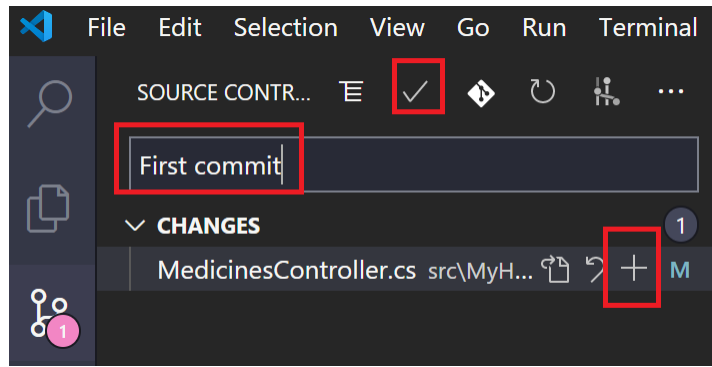 File Edit Selection View Go Run Terminal
SOURCE CONTR...
First commit
CHANGES 1
MedicinesController.cs src\MyH... M
1